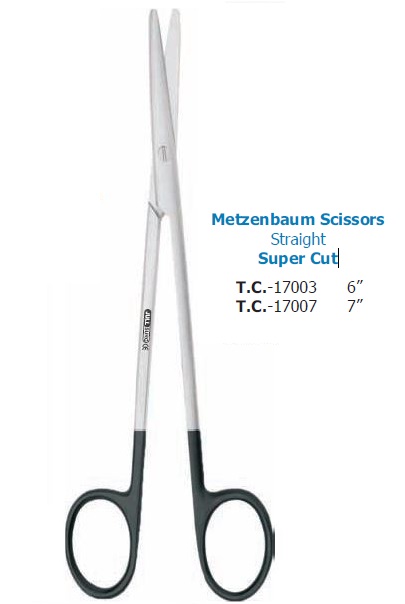 Metzenbaum Scissors
Straight
Super Cut
T.C.-17003 6”
T.C.-17007 7”